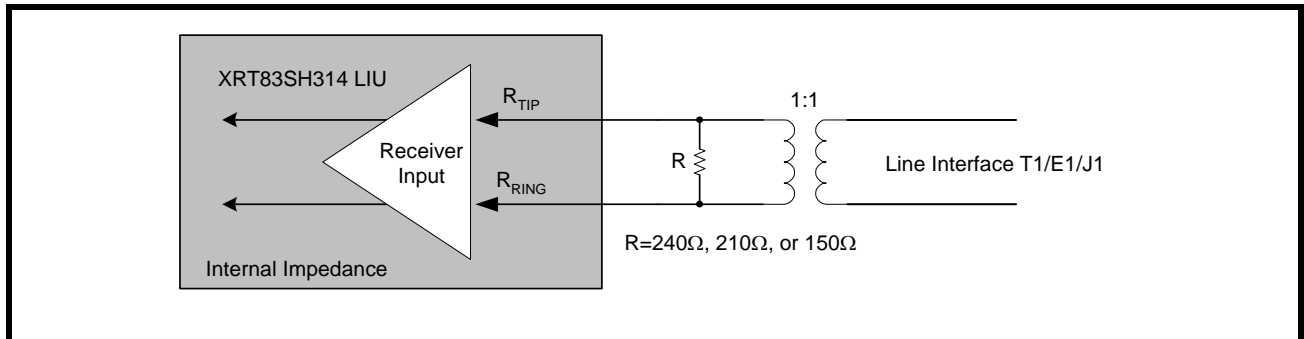 XRT83SH314 LIU
R_TIP
1:1
Receiver
Input
R
Line Interface T1/E1/J1
R_RING
R=240Ω, 210Ω, or 150Ω
Internal Impedance